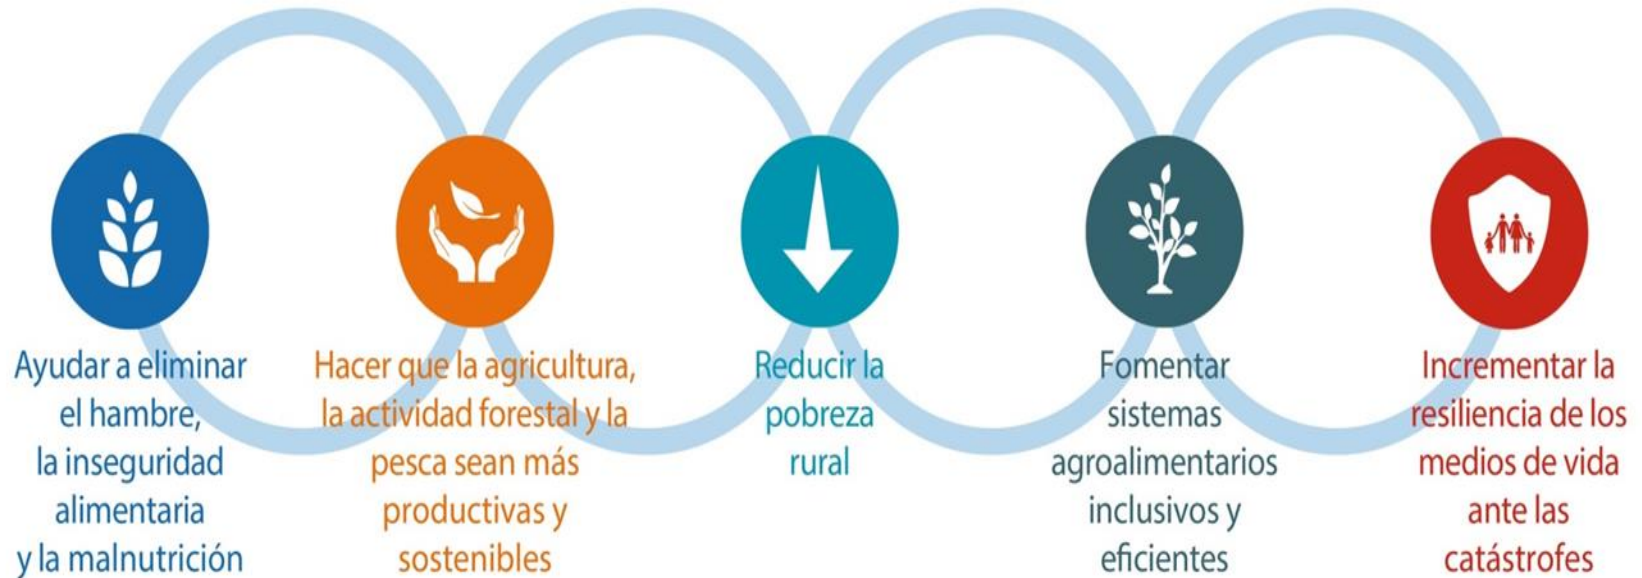 Ayudar a eliminar
el hambre,
la inseguridad
alimentaria
y la malnutrición
Hacer que la agricultura,
la actividad forestal y la
pesca sean más
productivas y
sostenibles
Reducir la
pobreza
rural
Fomentar
sistemas
agroalimentarios
inclusivos y
eficientes
Incrementar la
resiliencia de los
medios de vida
ante las
catástrofes